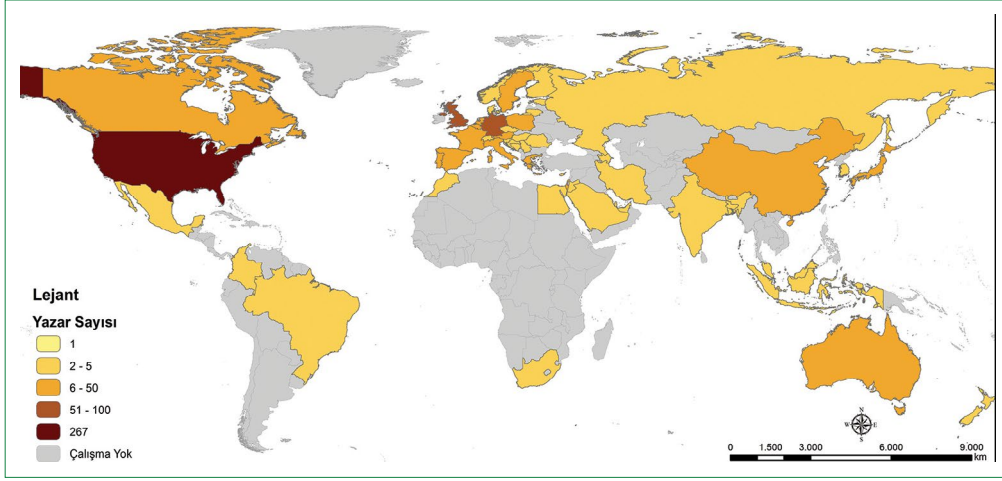 Lejant
Yazar Sayısı
1
2 - 5
6 - 50
51 - 100
267
Çalışma Yok
N
W E
S
0 1.500 3.000 6.000 9.000
km